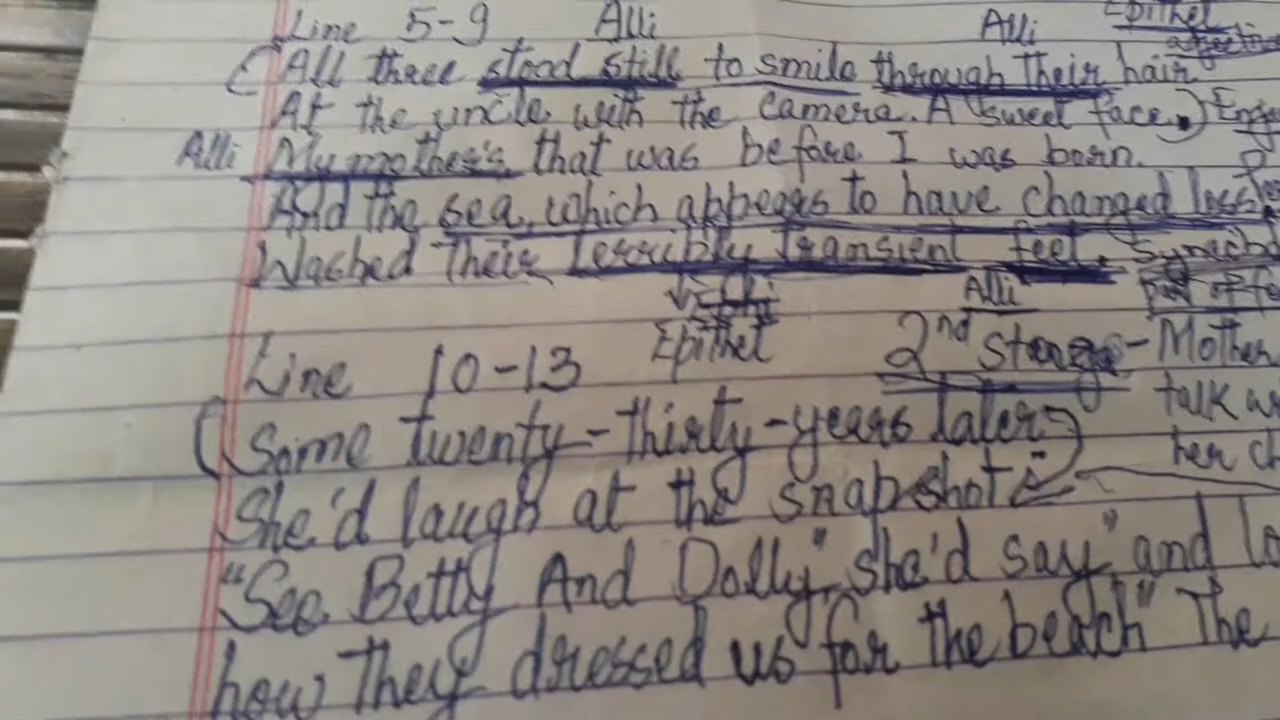 Line 5-9 Alli Alli Epithet
(All three stood still to smile through their hair
At the uncle with the camera. A (sweet face.)
Alli My mother's that was before I was born.
And the sea, which appears to have changed less
Washed their terribly transient feet.
Alli part of
Epithet
Line 10-13 2nd Stanza - Mother
(Some twenty-thirty-years later) talk
She'd laugh at the snapshot. her
"See Betty And Dolly" she'd say" and
how they dressed us for the beach" The